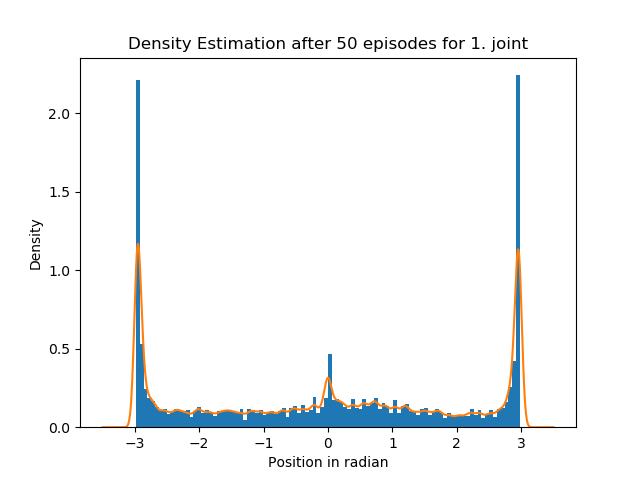 Density Estimation after 50 episodes for 1. joint
2.0
1.5
1.0
0.5
0.0
Density
−3 −2 −1 0 1 2 3
Position in radian